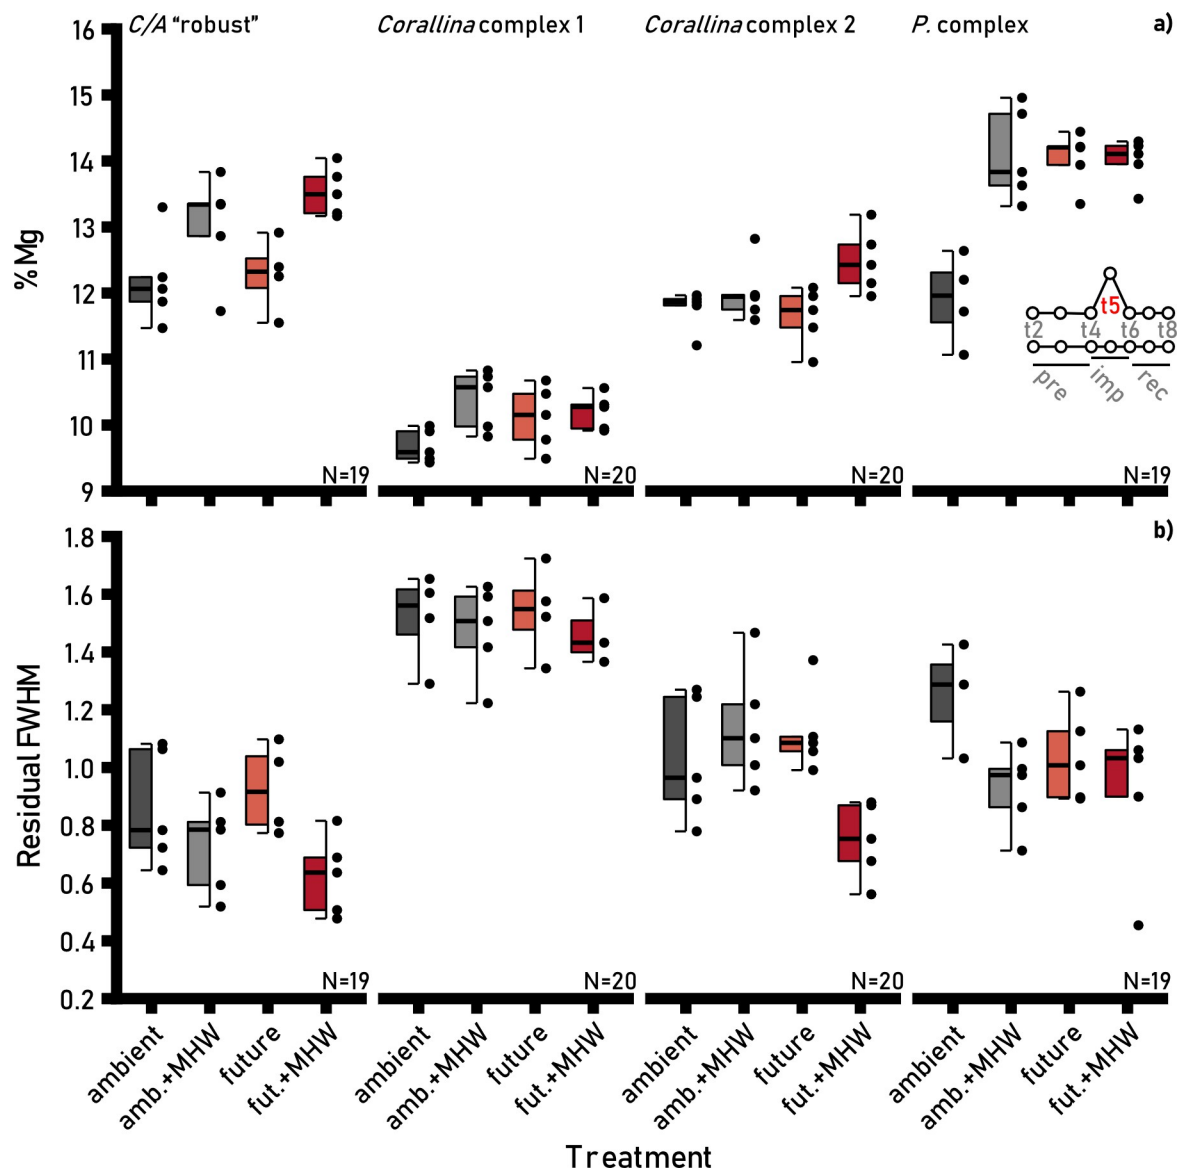 C/A “robust”
Corallina complex 1
Corallina complex 2
P. complex
a)
%Mg
16
15
14
13
12
11
10
9
t5
t2
t4
t6
t8
pre
imp
rec
N=19
N=20
N=20
N=19
b)
Residual FWHM
1.8
1.6
1.4
1.2
1.0
0.8
0.6
0.4
0.2
N=19
N=20
N=20
N=19
ambient
amb.+MHW
future
fut.+MHW
ambient
amb.+MHW
future
fut.+MHW
ambient
amb.+MHW
future
fut.+MHW
ambient
amb.+MHW
future
fut.+MHW
Treatment